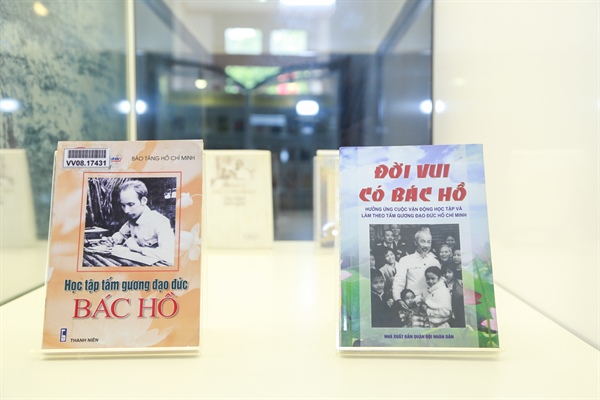 VV08.17431
BẢO TÀNG HỒ CHÍ MINH
Học tập tấm gương đạo đức
BÁC HỒ
THANH NIÊN
ĐỜI VUI
CÓ BÁC HỒ
HƯỞNG ỨNG CUỘC VẬN ĐỘNG HỌC TẬP VÀ
LÀM THEO TẤM GƯƠNG ĐẠO ĐỨC HỒ CHÍ MINH
NHÀ XUẤT BẢN QUÂN ĐỘI NHÂN DÂN